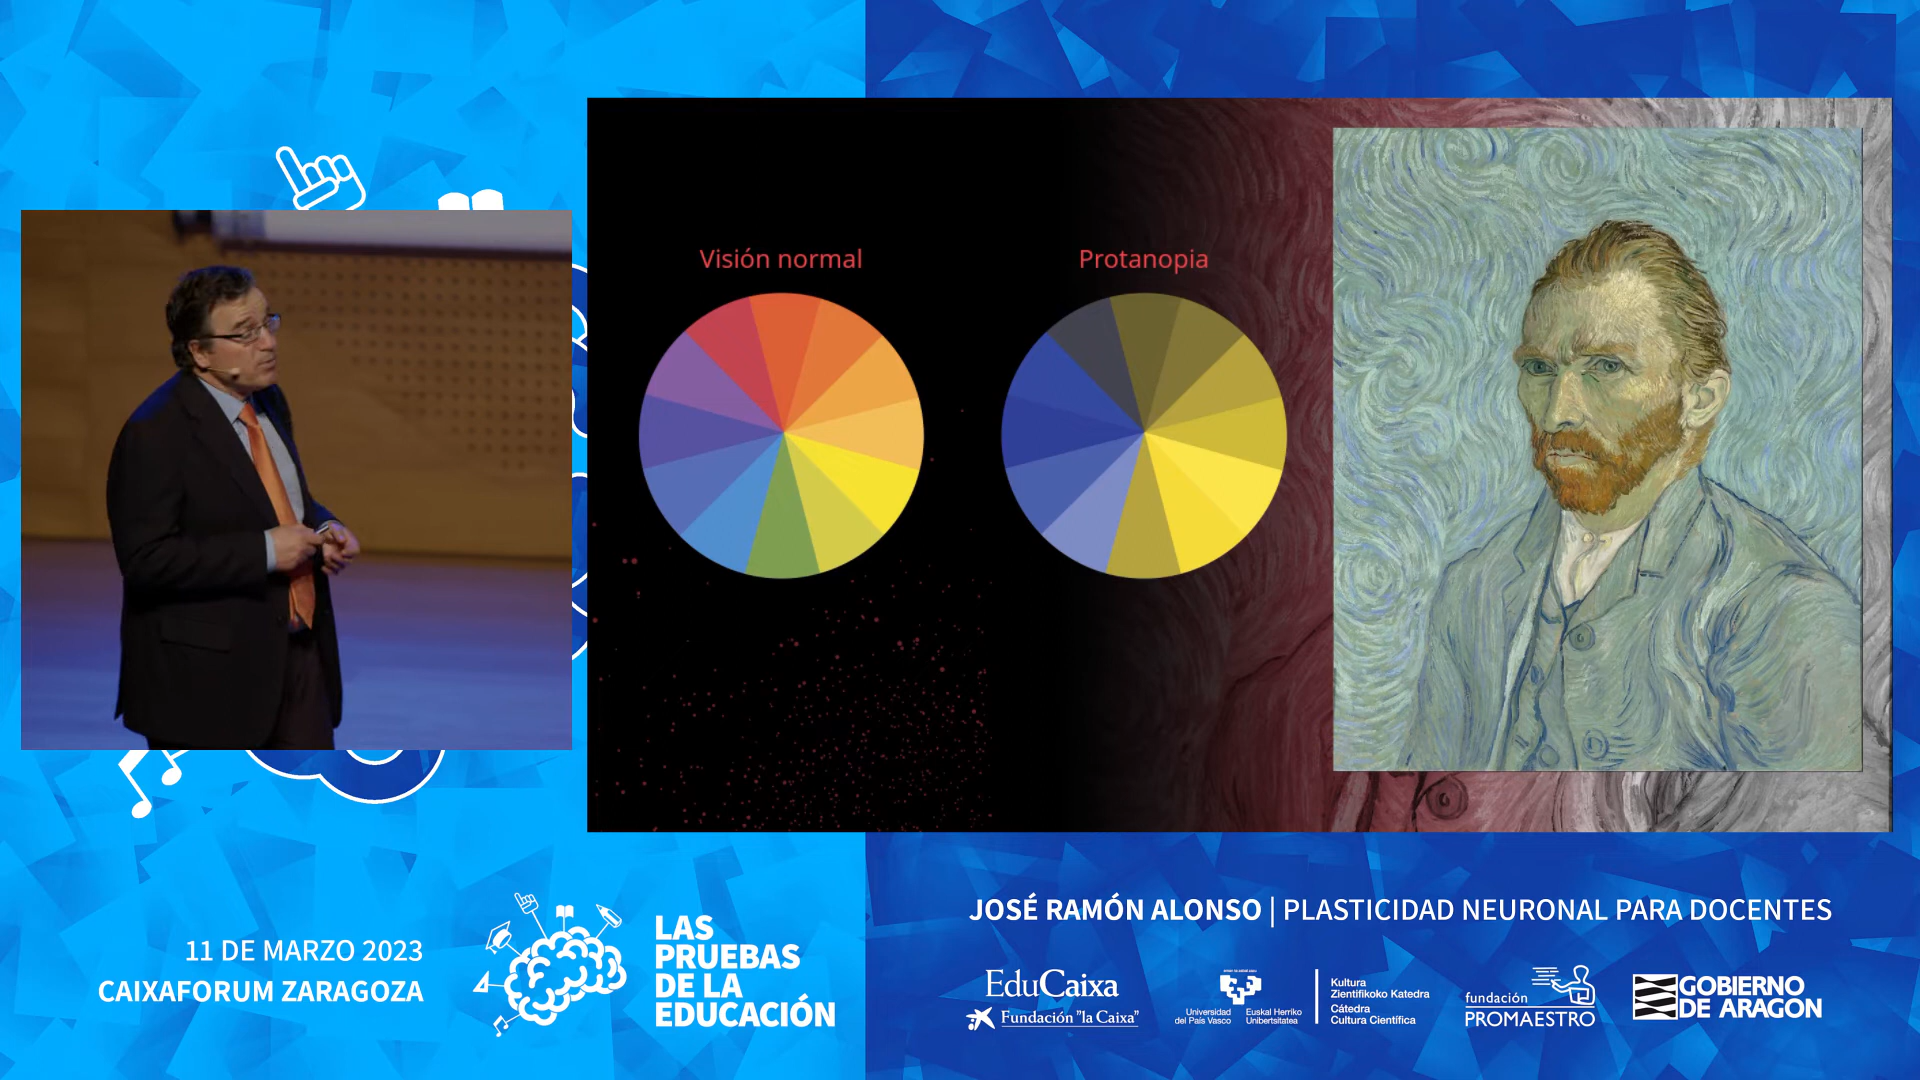 Visión normal
Protanopia
JOSÉ RAMÓN ALONSO | PLASTICIDAD NEURONAL PARA DOCENTES
11 DE MARZO 2023
CAIXAFORUM ZARAGOZA
LAS
PRUEBAS
DE LA
EDUCACIÓN
EduCaixa
Fundación "la Caixa"
Universidad
del País Vasco
Euskal Herriko
Unibertsitatea
Kultura
Zientifikoko Katedra
Cátedra
Cultura Científica
fundación
PROMAESTRO
GOBIERNO
DE ARAGON